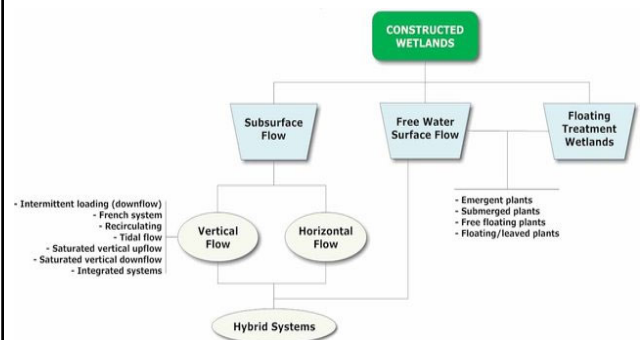 CONSTRUCTED
WETLANDS
Subsurface
Flow
Free Water
Surface Flow
Floating
Treatment
Wetlands
- Intermittent loading (downflow)
- French system
- Recirculating
- Tidal flow
- Saturated vertical upflow
- Saturated vertical downflow
- Integrated systems
Vertical
Flow
Horizontal
Flow
- Emergent plants
- Submerged plants
- Free floating plants
- Floating/leaved plants
Hybrid Systems